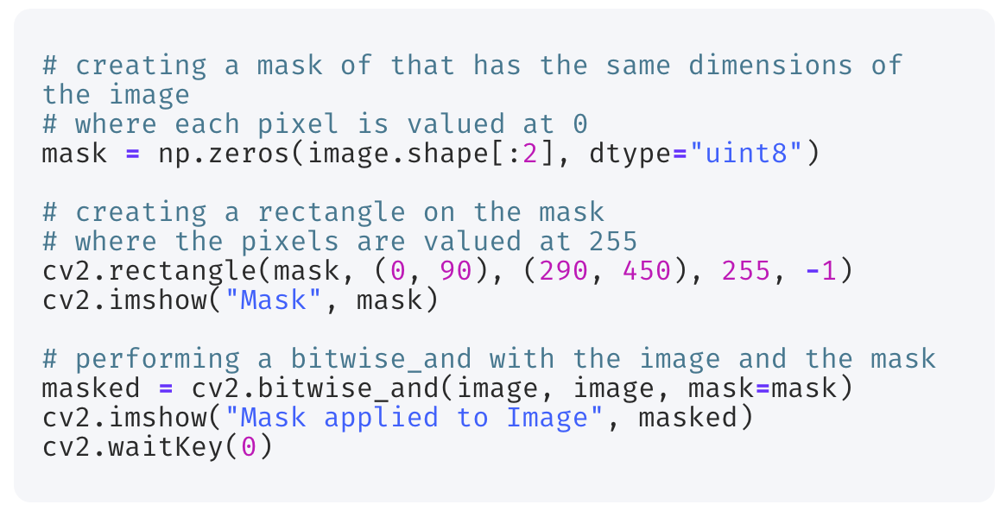 # creating a mask of that has the same dimensions of
the image
# where each pixel is valued at 0
mask = np.zeros(image.shape[:2], dtype="uint8")

# creating a rectangle on the mask
# where the pixels are valued at 255
cv2.rectangle(mask, (0, 90), (290, 450), 255, -1)
cv2.imshow("Mask", mask)

# performing a bitwise_and with the image and the mask
masked = cv2.bitwise_and(image, image, mask=mask)
cv2.imshow("Mask applied to Image", masked)
cv2.waitKey(0)